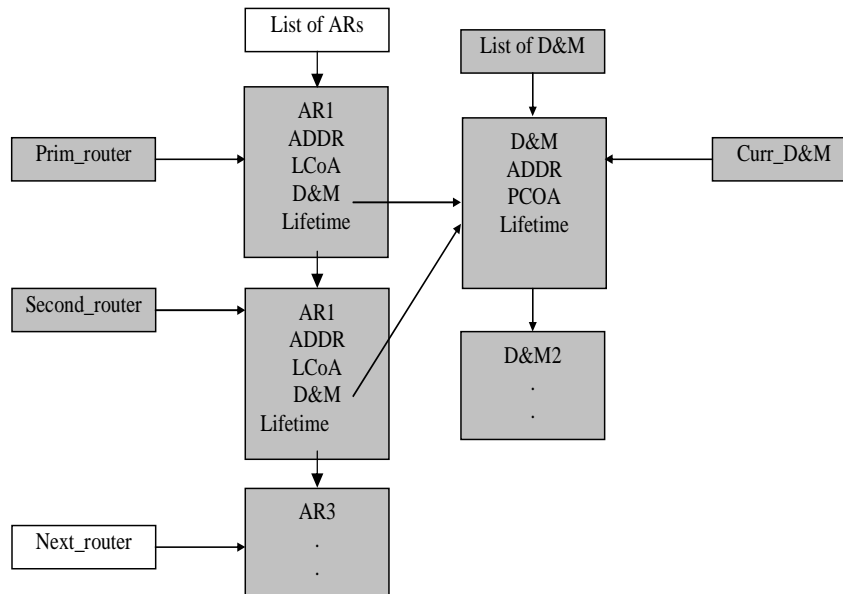 List of ARs
List of D&M
AR1
ADDR
LCoA
D&M
Lifetime
Prim_router
D&M
ADDR
PCOA
Lifetime
Curr_D&M
Second_router
AR1
ADDR
LCoA
D&M
Lifetime
D&M2
.
.
Next_router
AR3
.
.